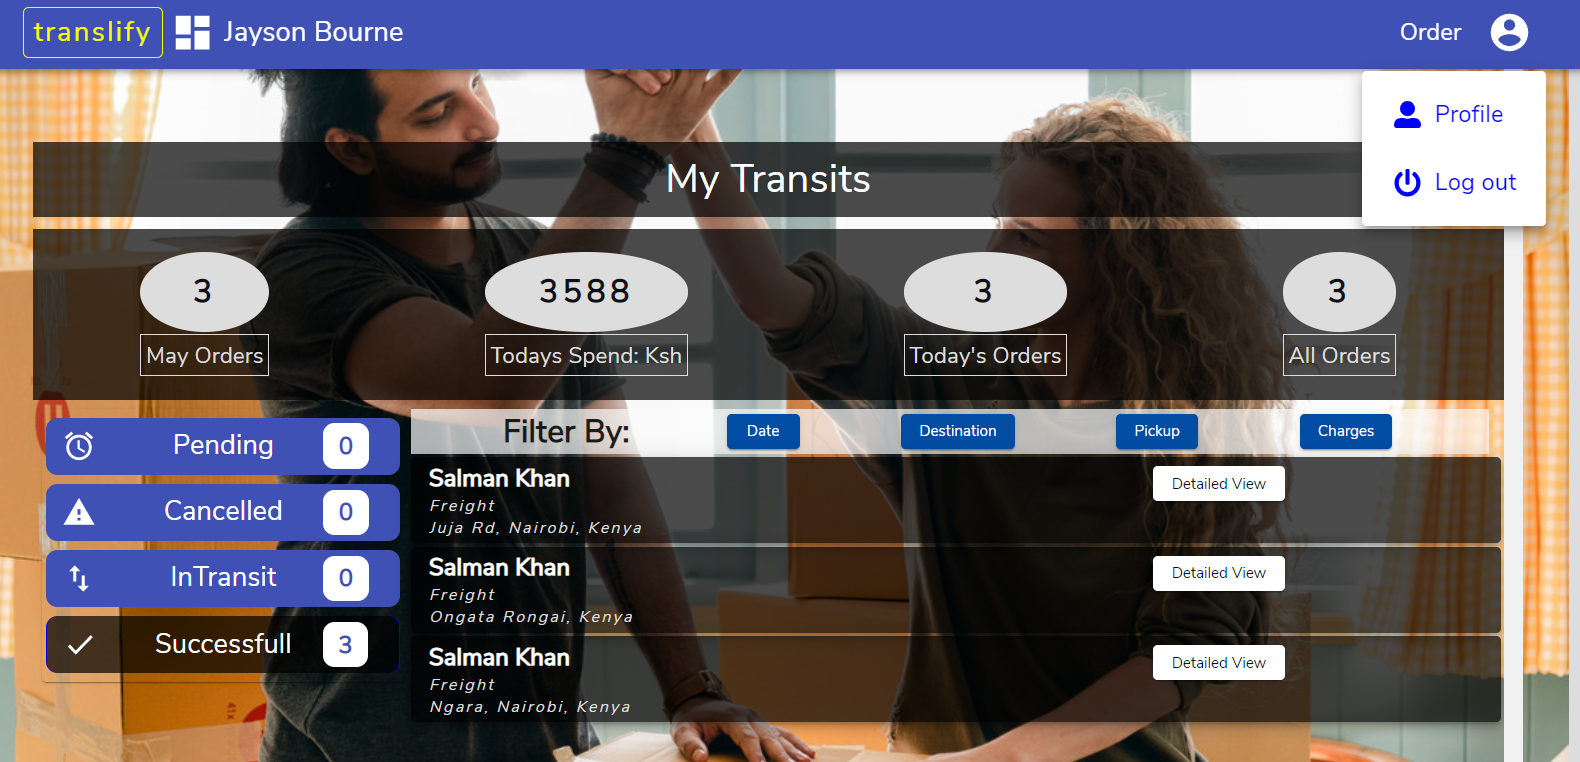 translify Jayson Bourne Order
Profile
Log out
My Transits
3 3588 3 3
May Orders Todays Spend: Ksh Today's Orders All Orders
Pending 0
Cancelled 0
InTransit 0
Successfull 3
Filter By: Date Destination Pickup Charges
Salman Khan
Freight
Juja Rd, Nairobi, Kenya
Detailed View
Salman Khan
Freight
Ongata Rongai, Kenya
Detailed View
Salman Khan
Freight
Ngara, Nairobi, Kenya
Detailed View